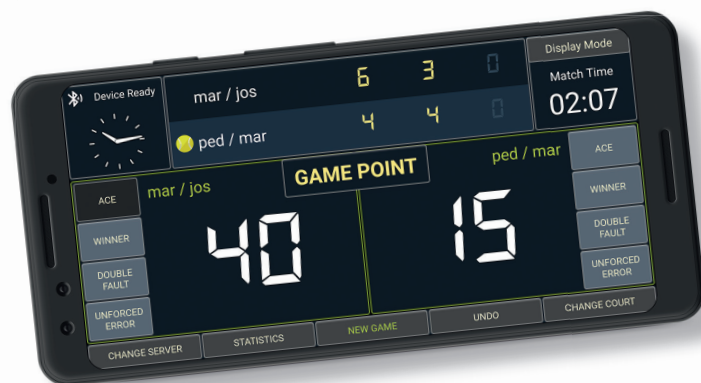 Device Ready
mar / jos 6 3 0
ped / mar 4 4 0
Display Mode
Match Time
02:07
GAME POINT
mar / jos
ped / mar
40
15
ACE
WINNER
DOUBLE
FAULT
UNFORCED
ERROR
ACE
WINNER
DOUBLE
FAULT
UNFORCED
ERROR
CHANGE SERVER
STATISTICS
NEW GAME
UNDO
CHANGE COURT